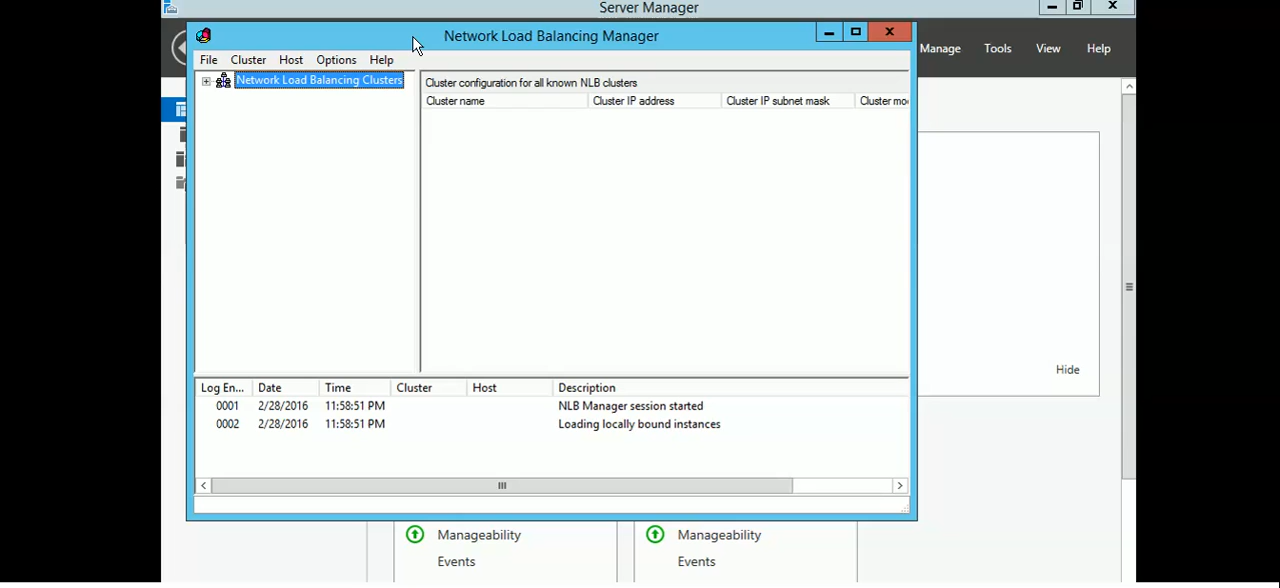 Server Manager
Network Load Balancing Manager
Manage Tools View Help
File Cluster Host Options Help
Network Load Balancing Clusters
Cluster configuration for all known NLB clusters
Cluster name Cluster IP address Cluster IP subnet mask Cluster mo
Hide
Log En... Date Time Cluster Host Description
0001 2/28/2016 11:58:51 PM NLB Manager session started
0002 2/28/2016 11:58:51 PM Loading locally bound instances
Manageability Manageability
Events Events